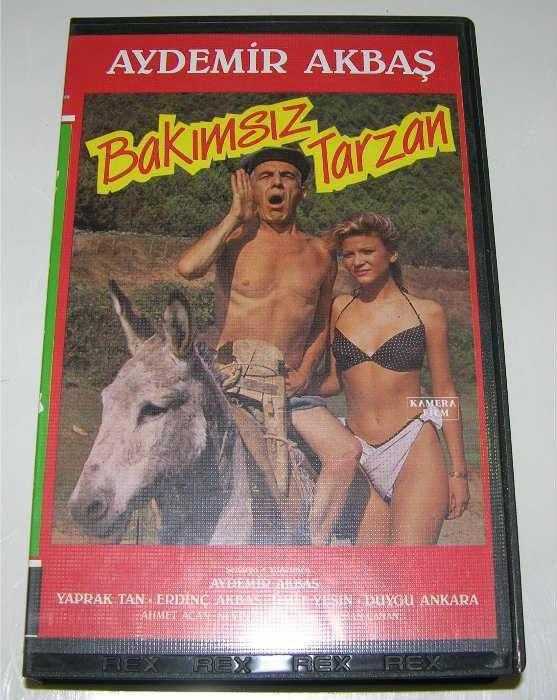 AYDEMİR AKBAŞ
Bakımsız
Tarzan
KAMERA
FİLM
AYDEMİR AKBAŞ
YAPRAK TAN • ERDİNÇ AKBAŞ • DUYGU ANKARA
AHMET
REX REX REX REX